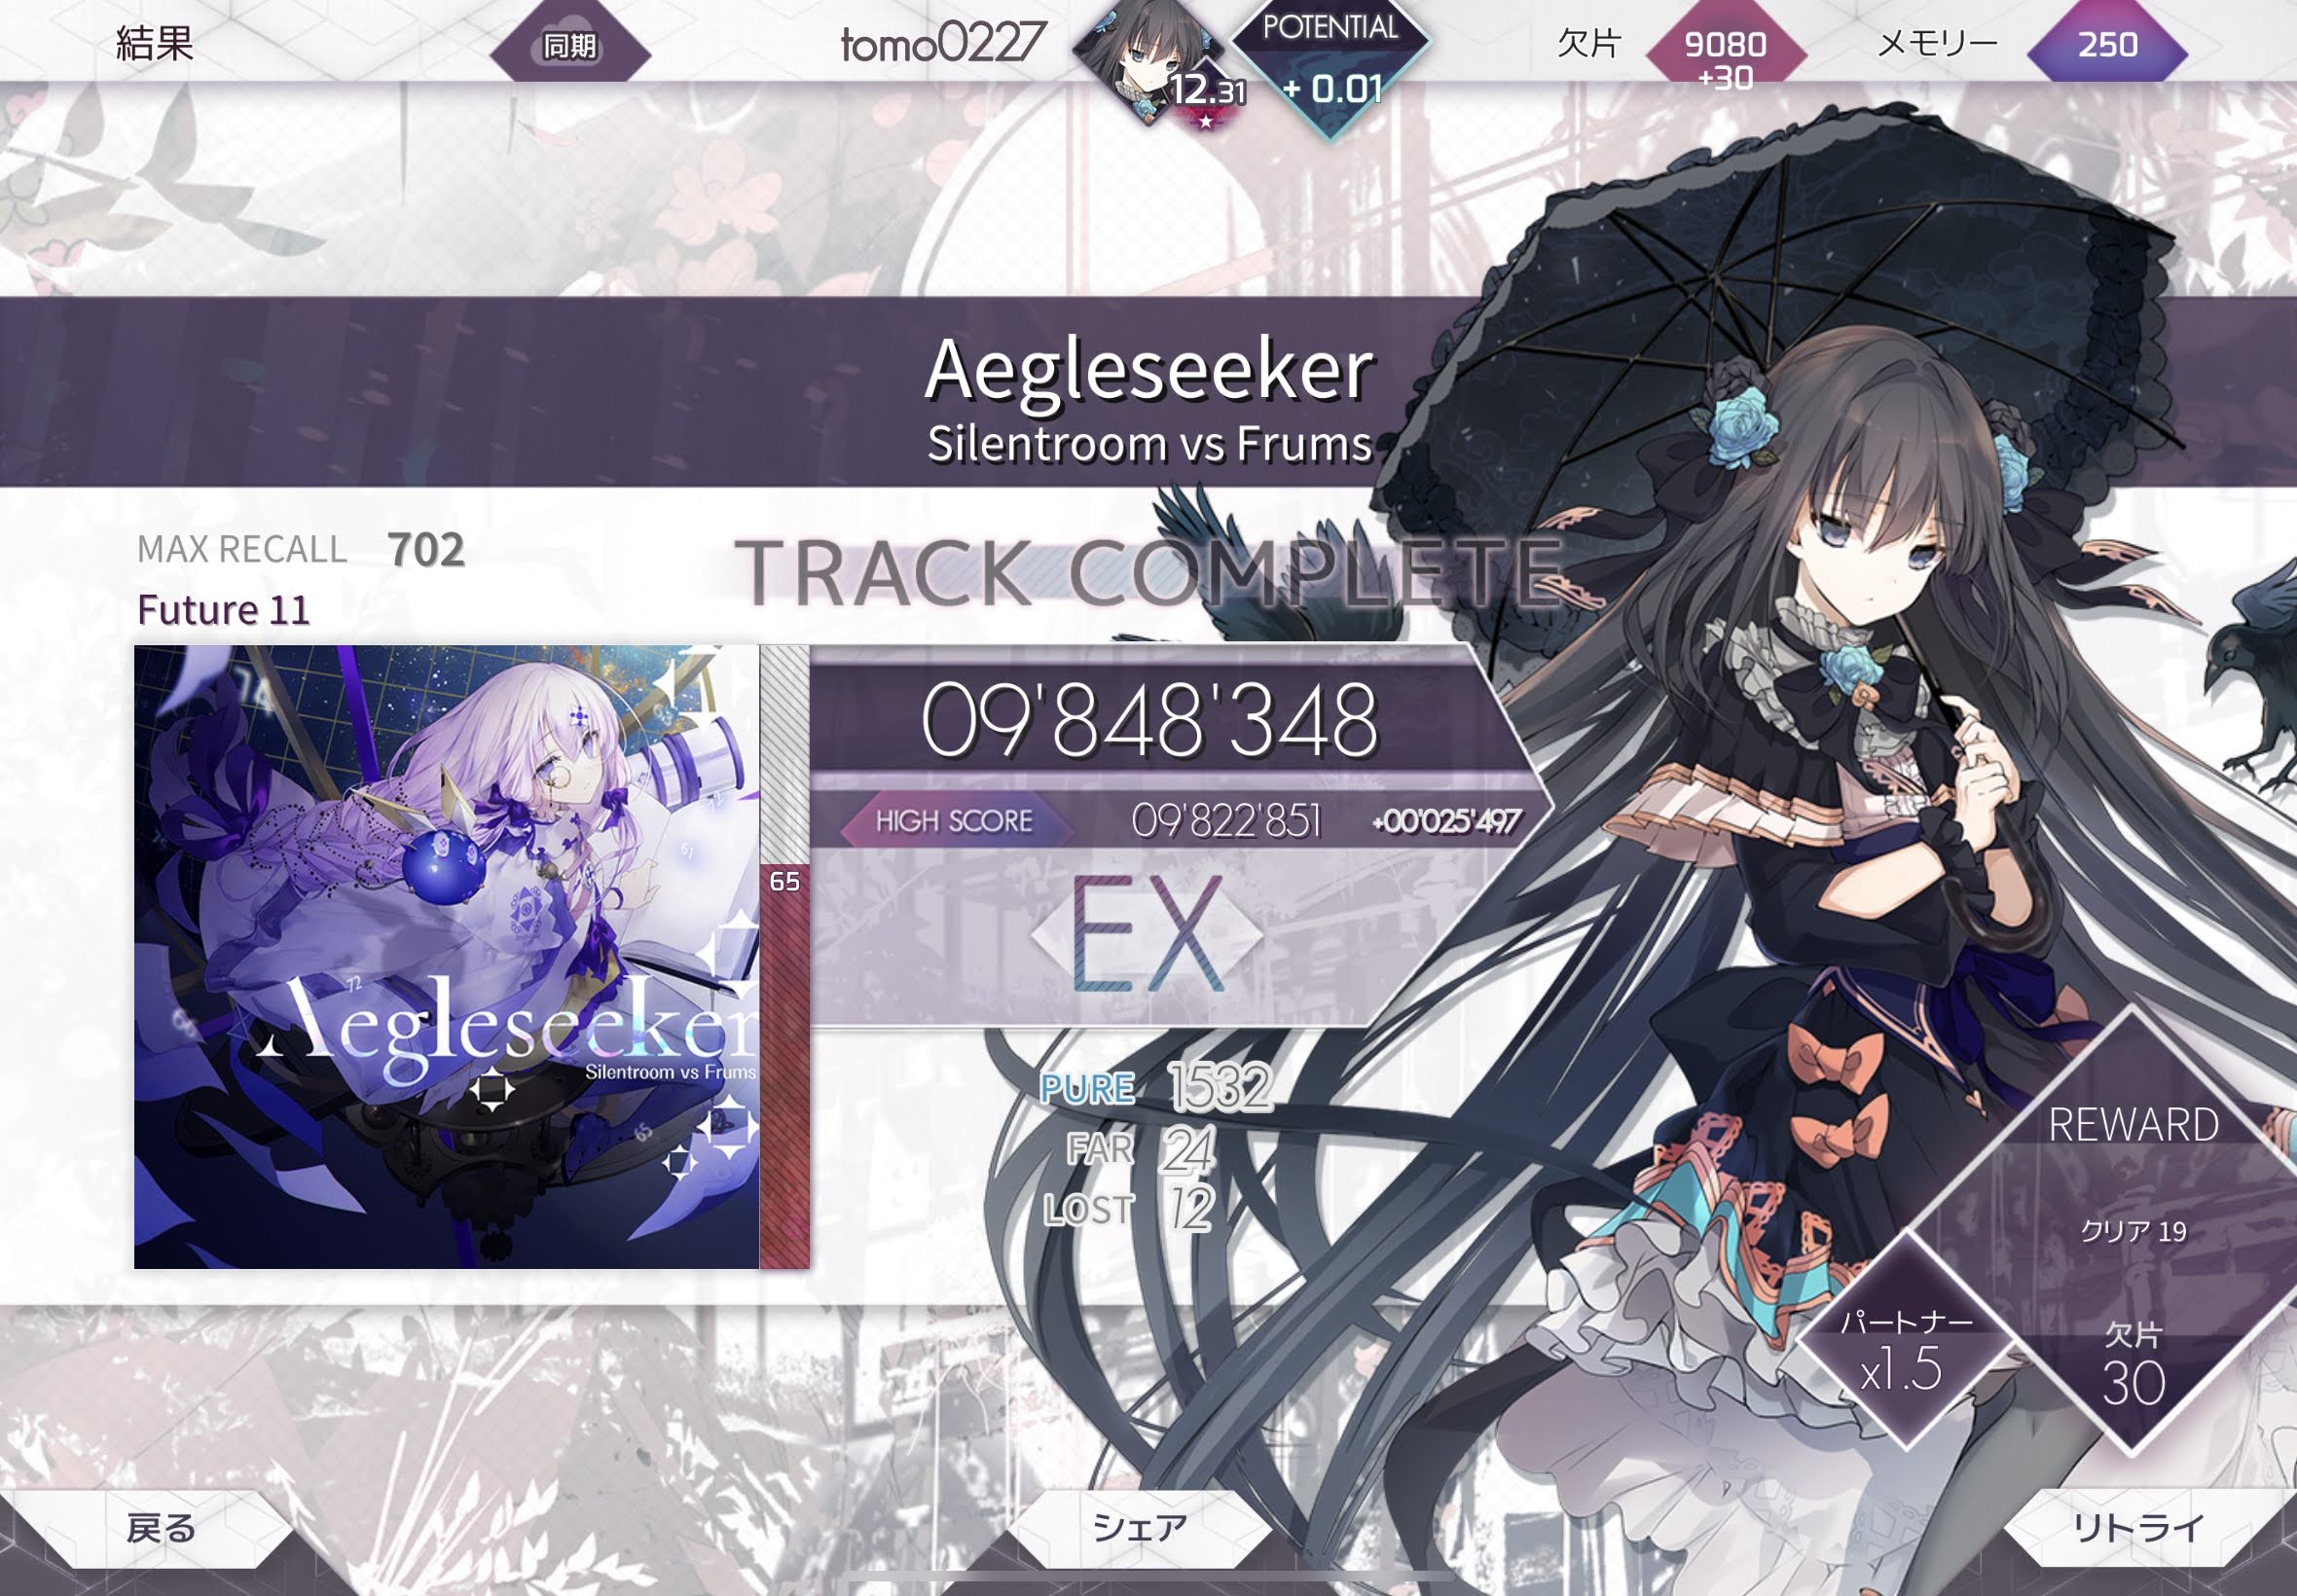 結果
同期
tomo0227
12.31
POTENTIAL
+ 0.01
欠片
9080
+30
メモリー
250
Aegleseeker
Silentroom vs Frums
MAX RECALL 702
TRACK COMPLETE
Future 11
09'848'348
HIGH SCORE 09'822'851 +00'025'497
65
EX
Aegleseeker
Silentroom vs Frums
PURE 1532
FAR 24
LOST 12
REWARD
クリア 19
パートナー
x1.5
欠片
30
戻る
シェア
リトライ